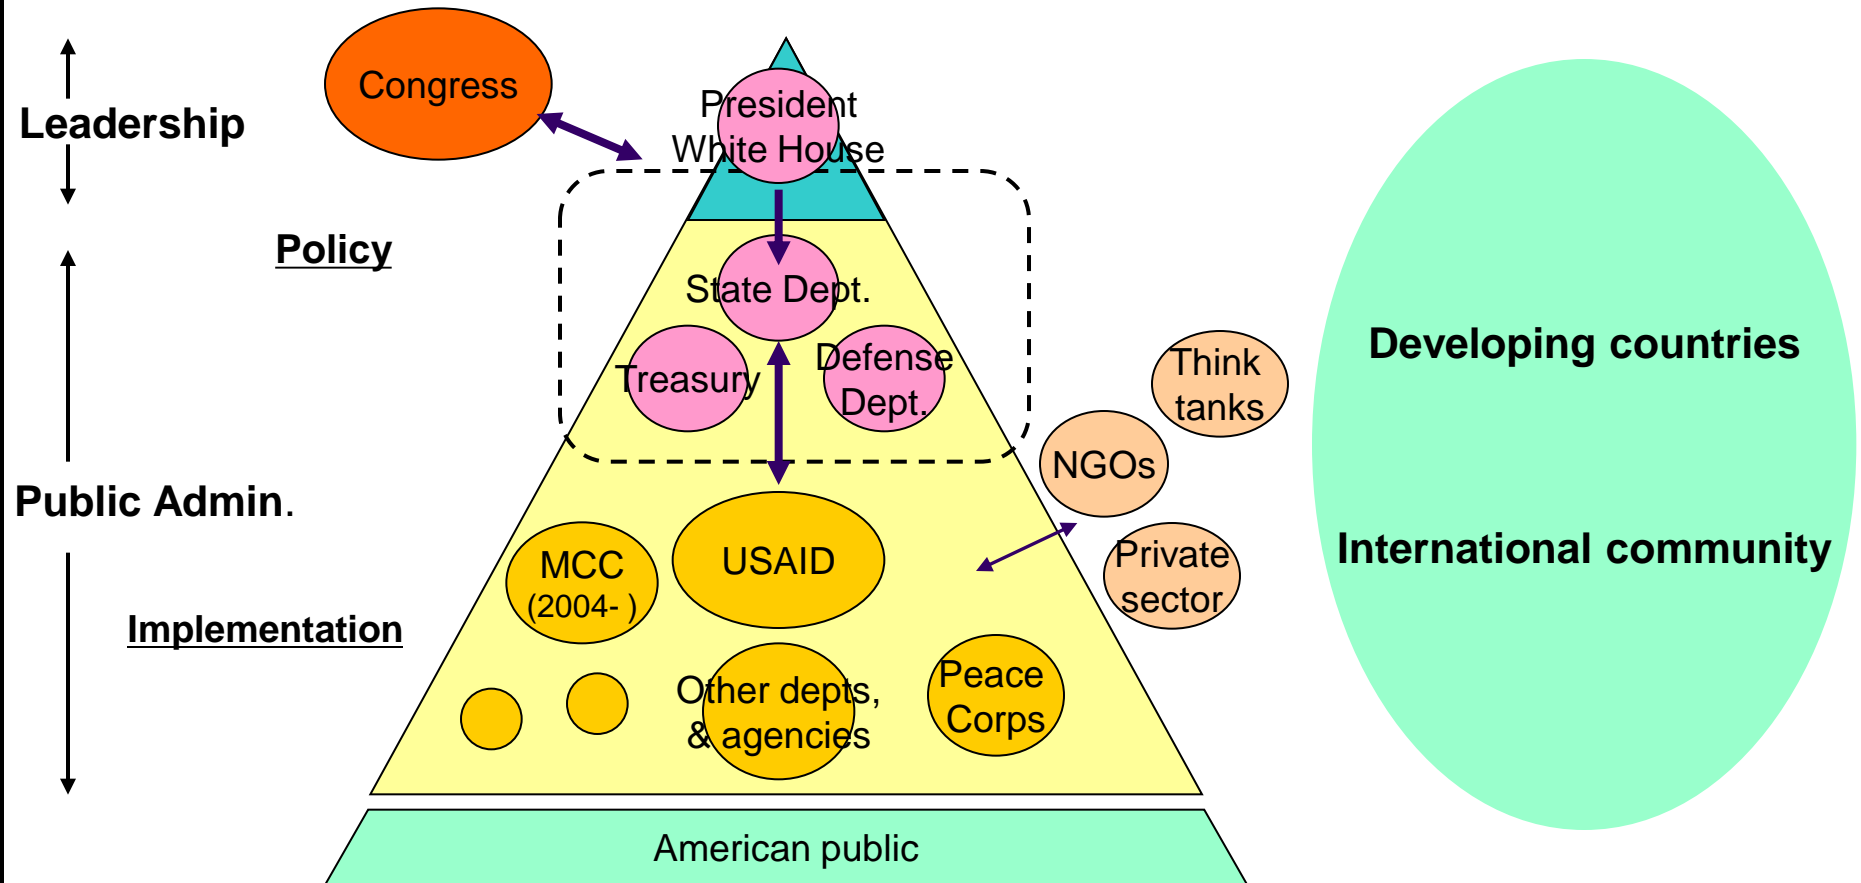 Congress
President
White House
Leadership
Policy
State Dept.
Treasury
Defense
Dept.
Think
tanks
Developing countries
NGOs
Public Admin.
MCC
(2004- )
USAID
Private
sector
International community
Implementation
Other depts,
& agencies
Peace
Corps
American public